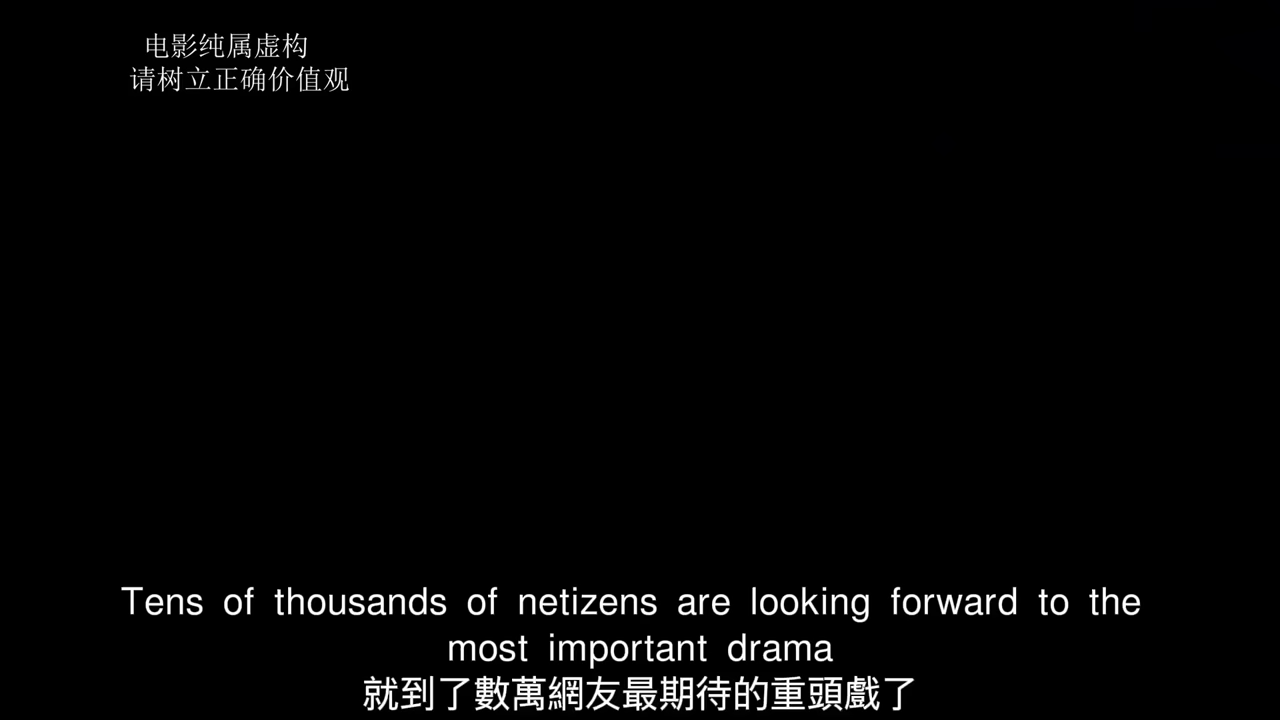 电影纯属虚构
请树立正确价值观
Tens of thousands of netizens are looking forward to the
most important drama
就到了數萬網友最期待的重頭戲了